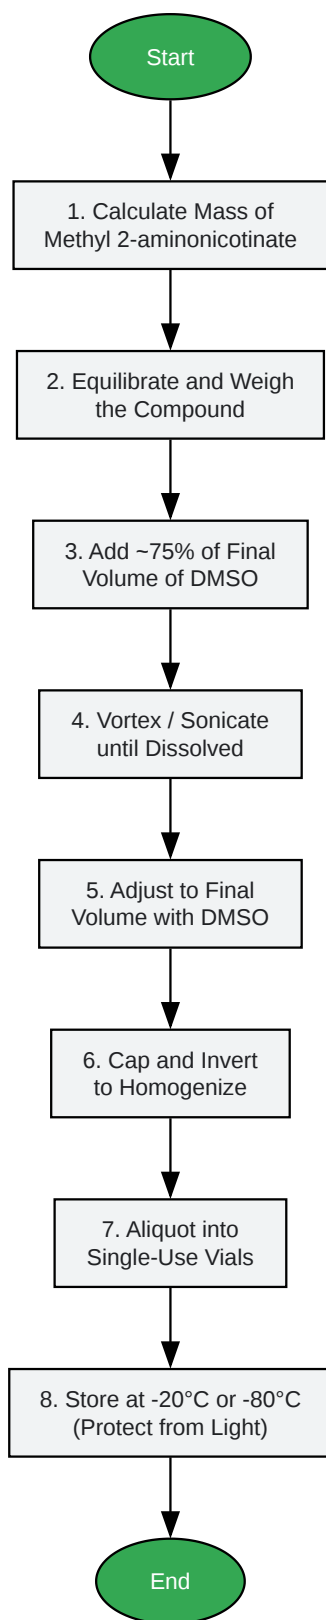 Start
1. Calculate Mass of
Methyl 2-aminonicotinate
2. Equilibrate and Weigh
the Compound
3. Add ~75% of Final
Volume of DMSO
4. Vortex / Sonicate
until Dissolved
5. Adjust to Final
Volume with DMSO
6. Cap and Invert
to Homogenize
7. Aliquot into
Single-Use Vials
8. Store at -20°C or -80°C
(Protect from Light)
End